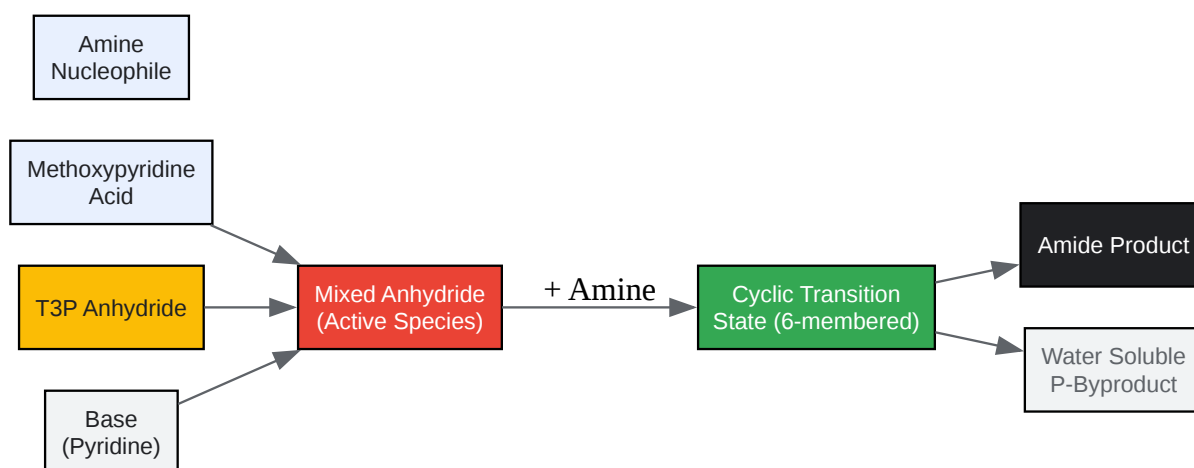 Amine
Nucleophile
Methoxypyridine
Acid
T3P Anhydride
Base
(Pyridine)
Mixed Anhydride
(Active Species)
+ Amine
Cyclic Transition
State (6-membered)
Amide Product
Water Soluble
P-Byproduct